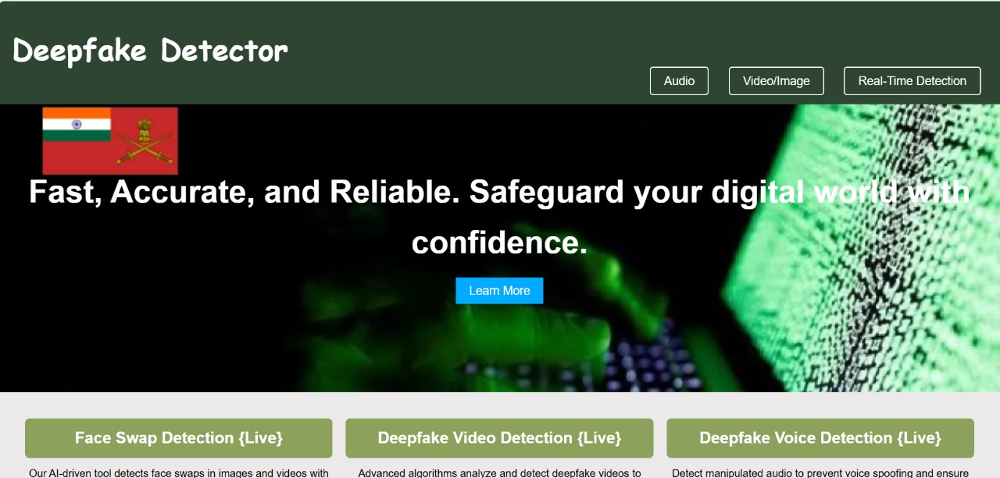 Deepfake Detector
Audio
Video/Image
Real-Time Detection
Fast, Accurate, and Reliable. Safeguard your digital world with
confidence.
Learn More
Face Swap Detection {Live}
Deepfake Video Detection {Live}
Deepfake Voice Detection {Live}
Our AI-driven tool detects face swaps in images and videos with
Advanced algorithms analyze and detect deepfake videos to
Detect manipulated audio to prevent voice spoofing and ensure